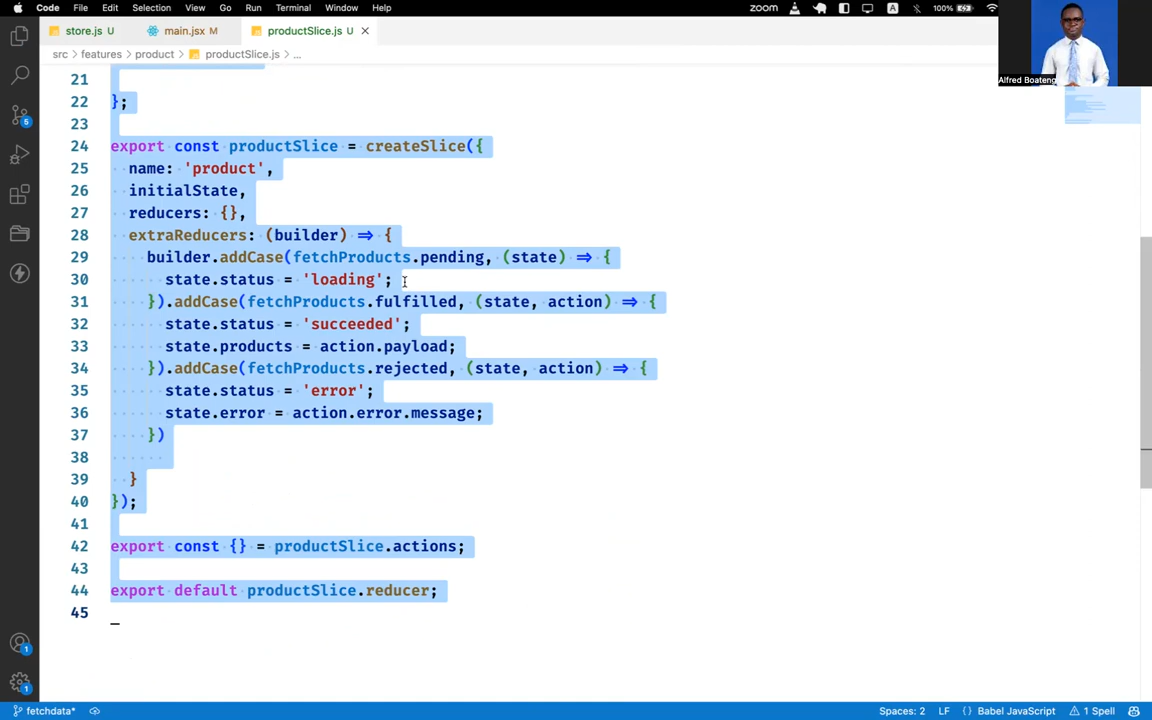 Code File Edit Selection View Go Run Terminal Window Help zoom A 100%
store.js U main.jsx M productSlice.js U
Alfred Boateng
src › features › product › productSlice.js › ...
21
22 };
23
24 export const productSlice = createSlice({
25 name: 'product',
26 initialState,
27 reducers: {},
28 extraReducers: (builder) => {
29 builder.addCase(fetchProducts.pending, (state) => {
30 state.status = 'loading';
31 }).addCase(fetchProducts.fulfilled, (state, action) => {
32 state.status = 'succeeded';
33 state.products = action.payload;
34 }).addCase(fetchProducts.rejected, (state, action) => {
35 state.status = 'error';
36 state.error = action.error.message;
37 })
38
39 }
40 });
41
42 export const {} = productSlice.actions;
43
44 export default productSlice.reducer;
45
5
1
1
fetchdata* Spaces: 2 LF {} Babel JavaScript 1 Spell